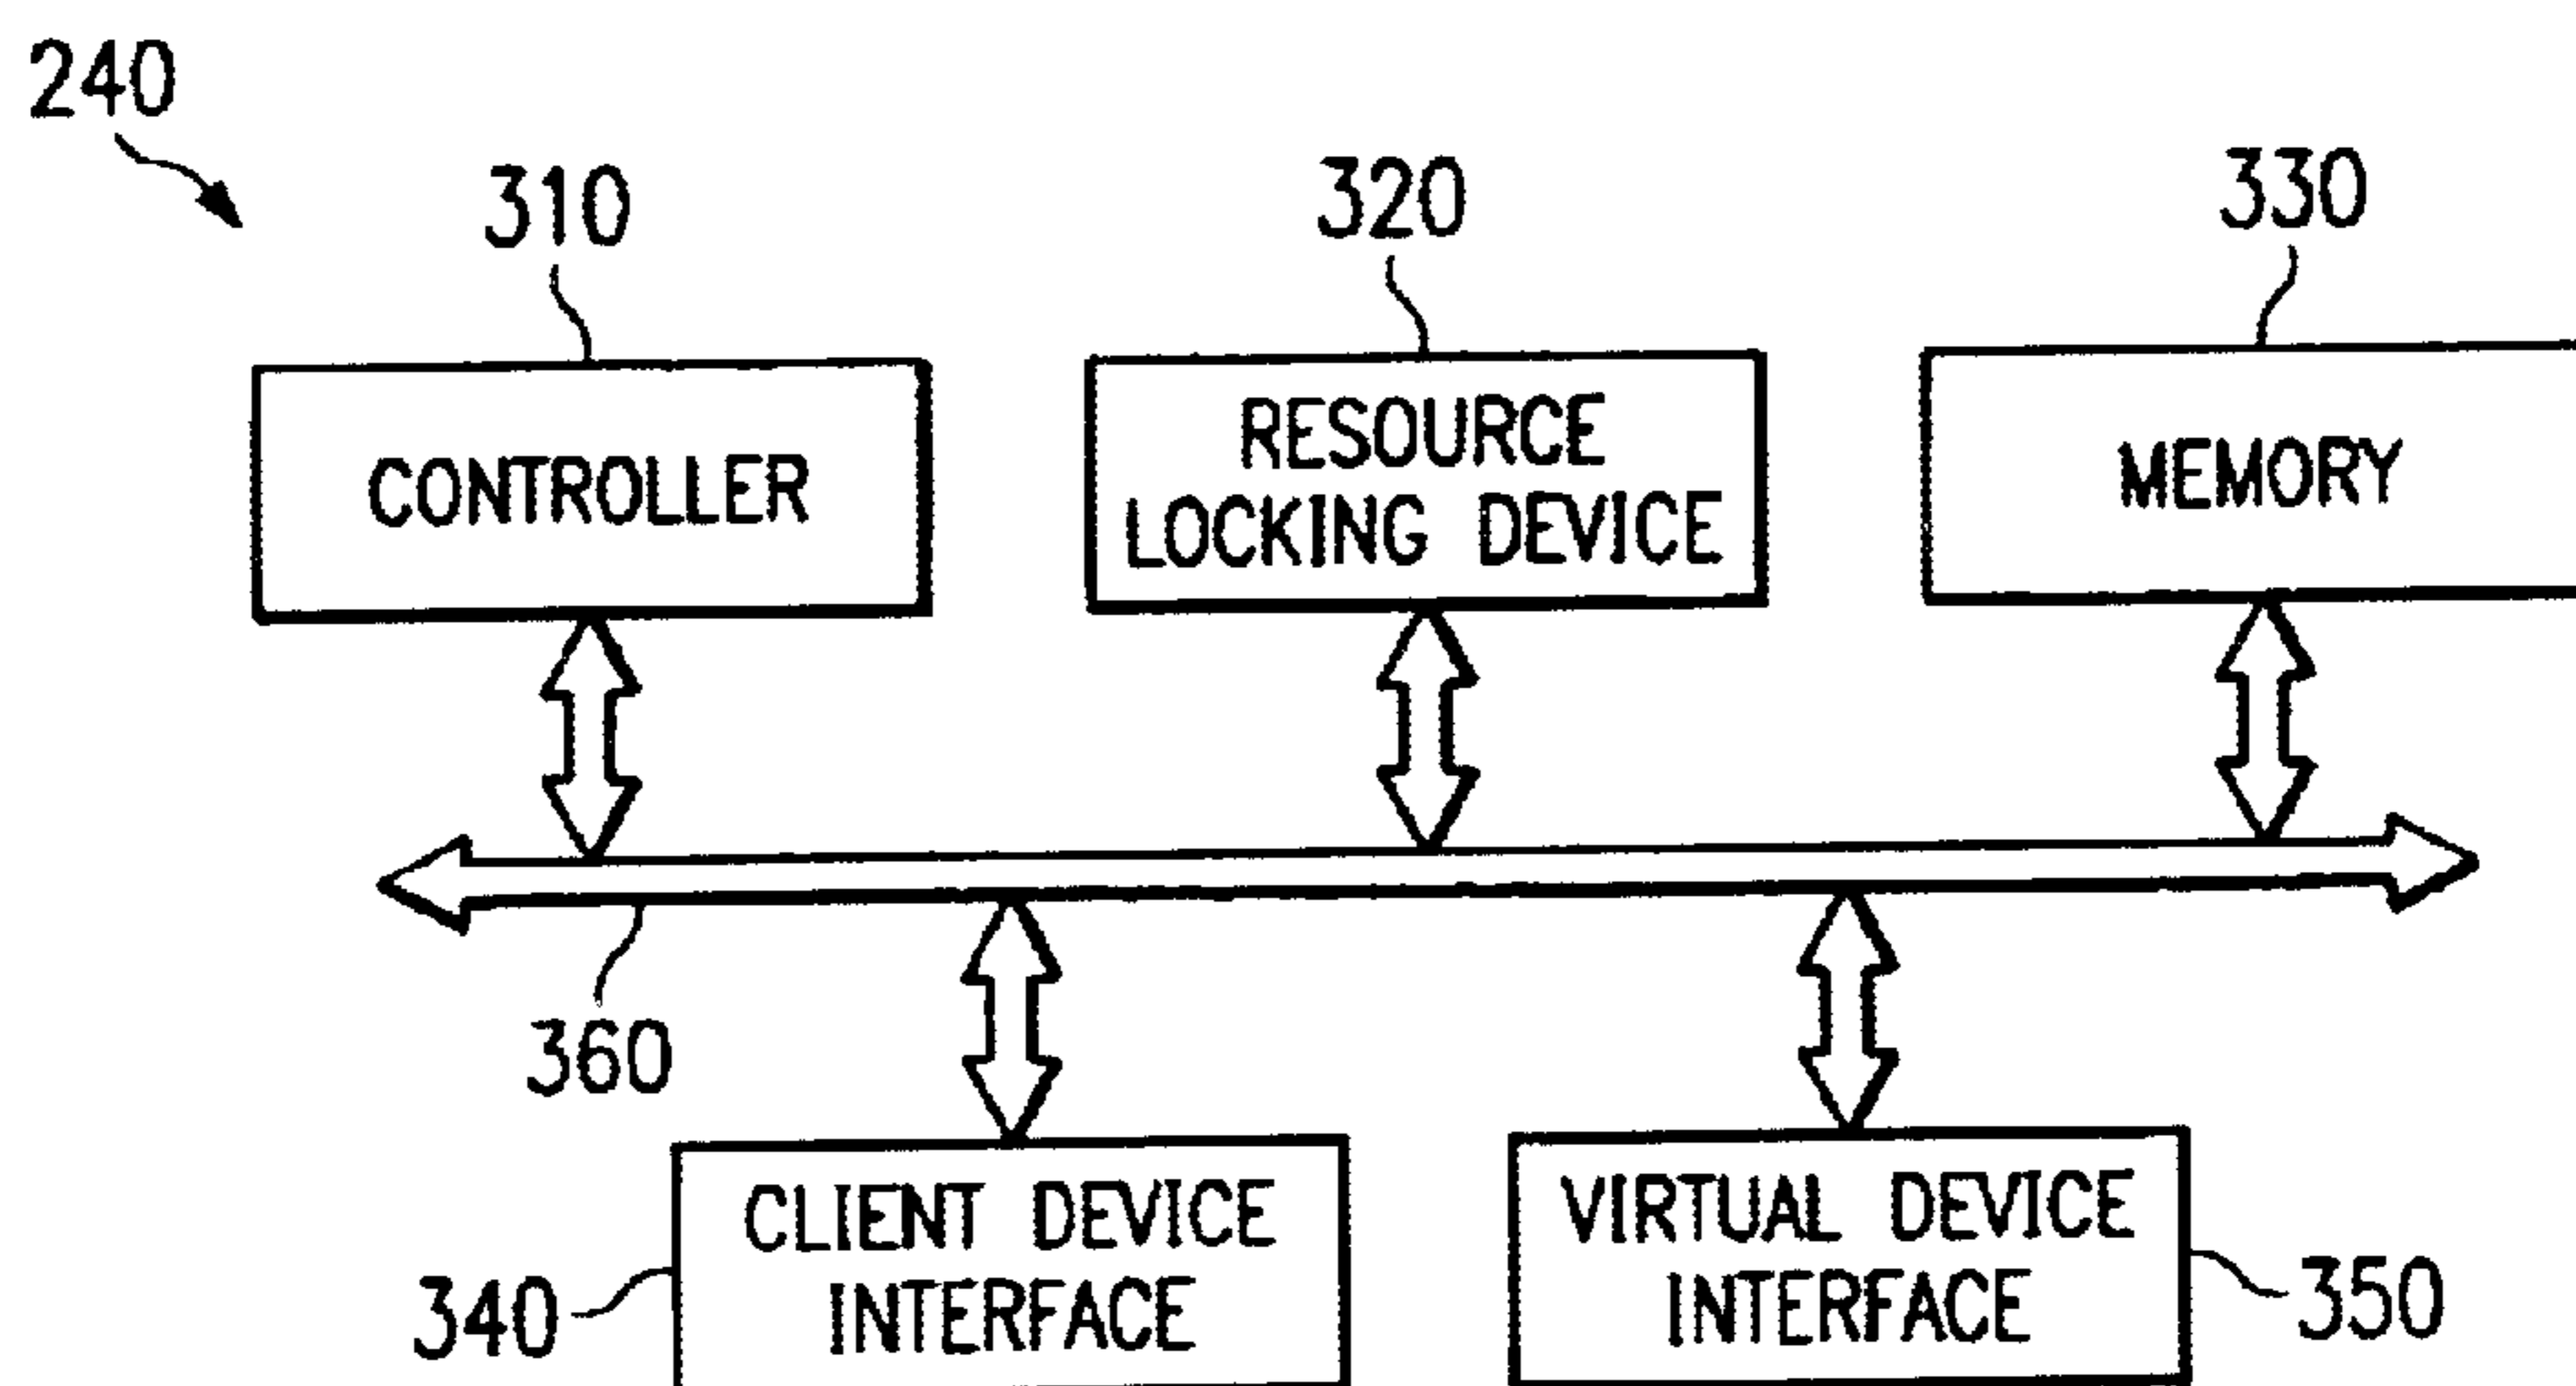 240
310
320
330
CONTROLLER
RESOURCE
LOCKING DEVICE
MEMORY
360
CLIENT DEVICE
INTERFACE
VIRTUAL DEVICE
INTERFACE
340
350